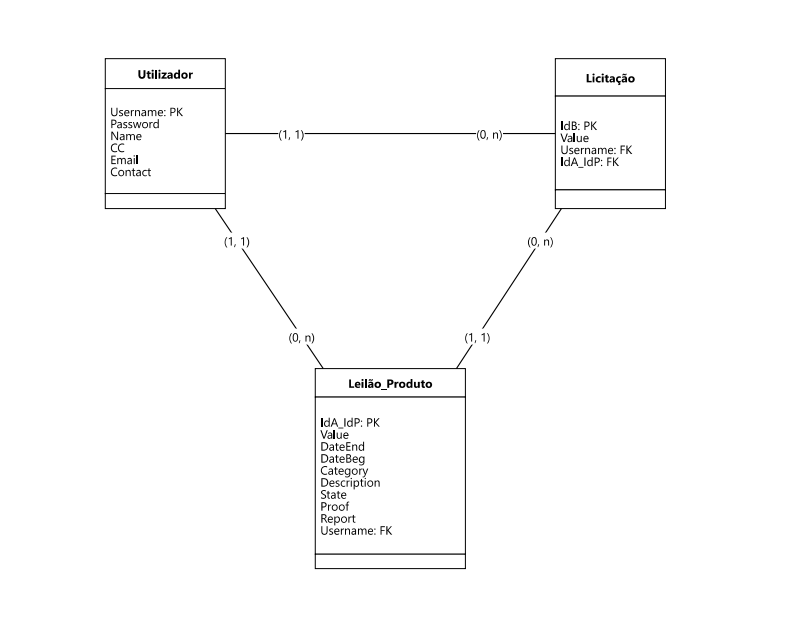 Utilizador
Username: PK
Password
Name
CC
Email
Contact
(1, 1)
(0, n)
Licitação
IdB: PK
Value
Username: FK
IdA_IdP: FK
(1, 1)
(0, n)
(0, n)
(1, 1)
Leilão_Produto
IdA_IdP: PK
Value
DateEnd
DateBeg
Category
Description
State
Proof
Report
Username: FK